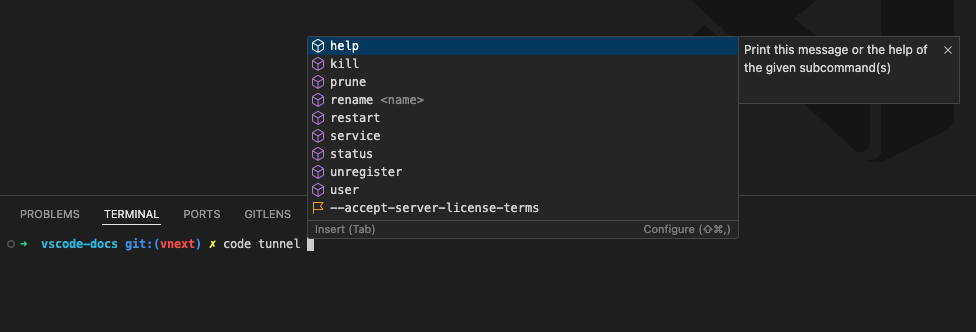 help
Print this message or the help of
the given subcommand(s)
kill
prune
rename <name>
restart
service
status
unregister
user
--accept-server-license-terms
Insert (Tab) Configure (⇧⌘,)
PROBLEMS TERMINAL PORTS GITLENS
➜ vscode-docs git:(vnext) ✗ code tunnel